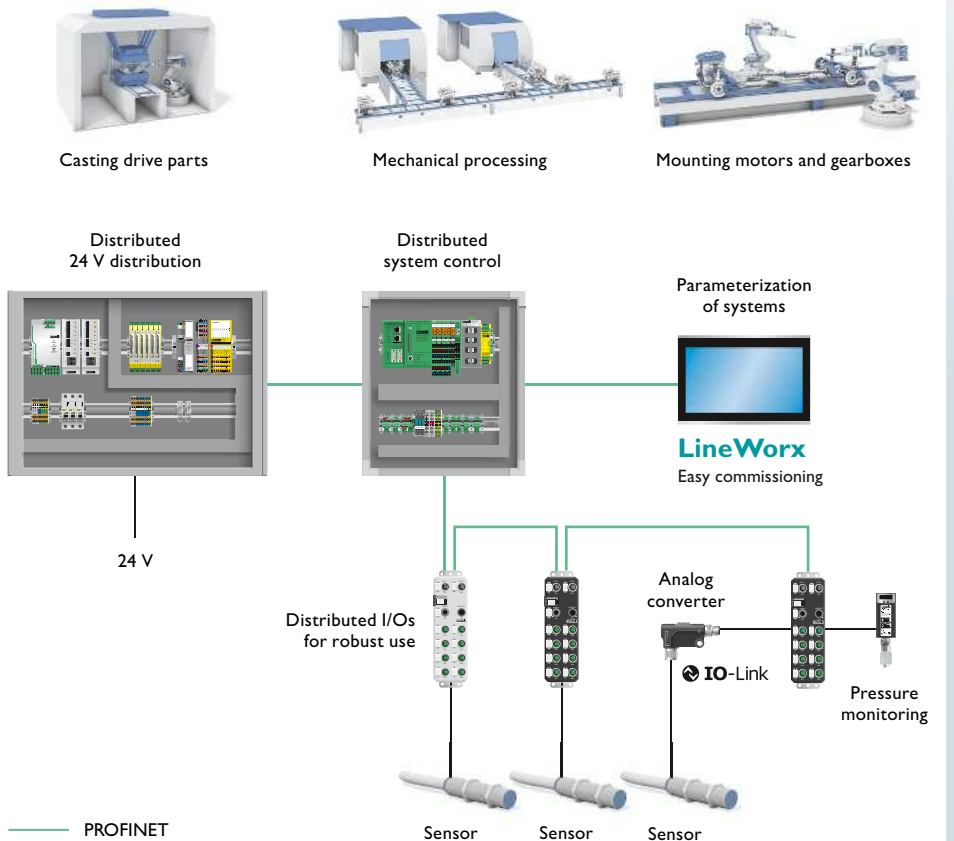 Casting drive parts
Mechanical processing
Mounting motors and gearboxes
Distributed
24 V distribution
Distributed
system control
Parameterization
of systems
LineWorx
Easy commissioning
24 V
Distributed I/Os
for robust use
Analog
converter
IO-Link
Pressure
monitoring
Sensor
Sensor
Sensor
PROFINET